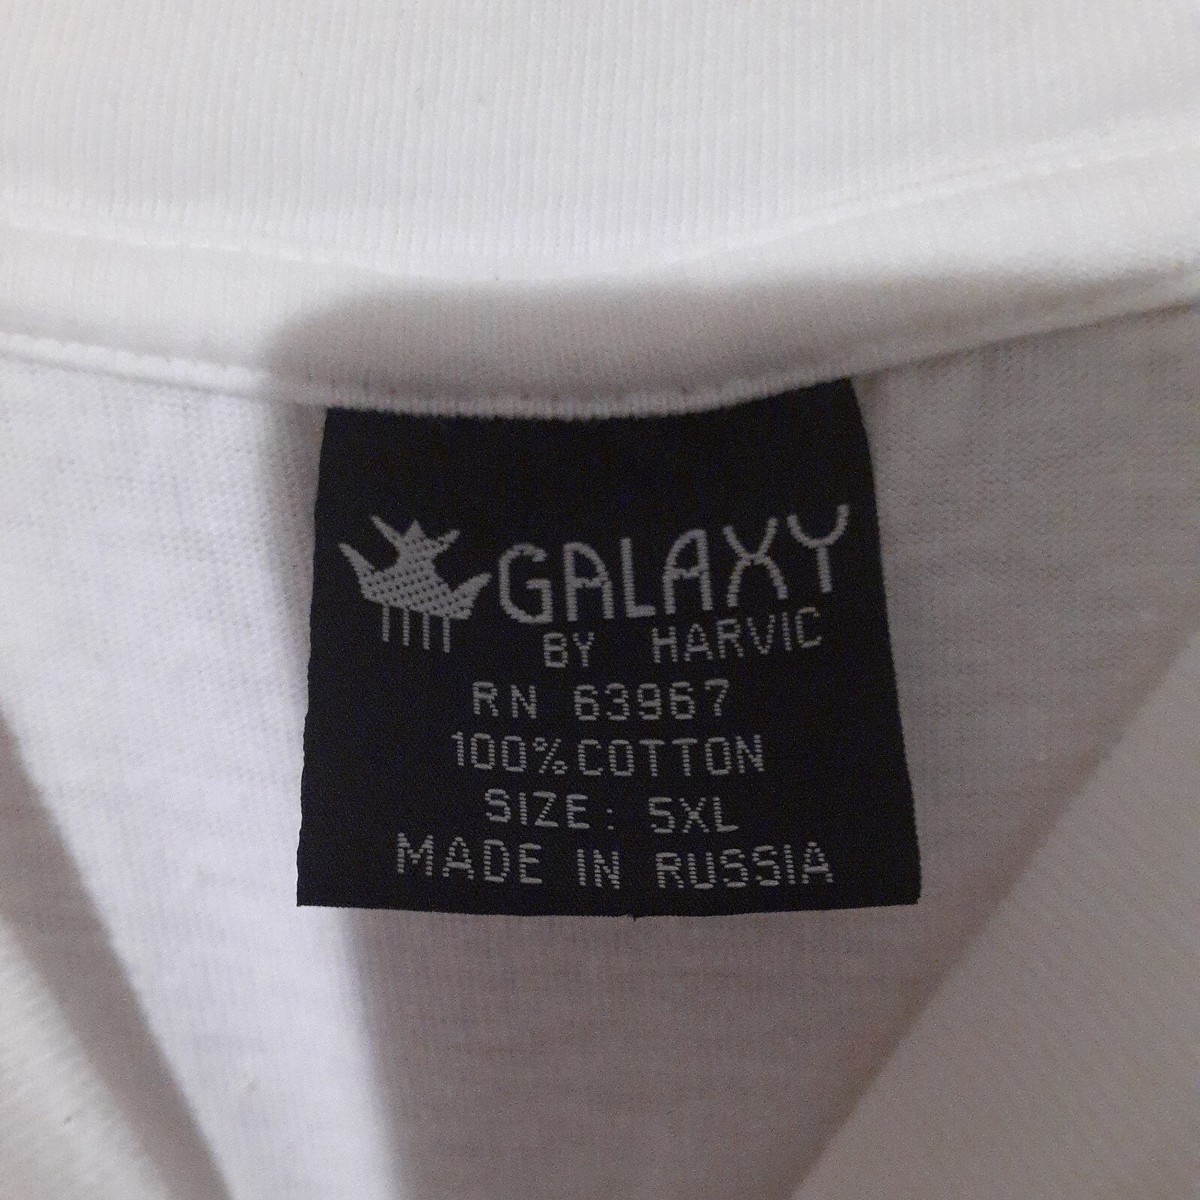 GALAXY
BY HARVIC
RN 63967
100% COTTON
SIZE: 5XL
MADE IN RUSSIA